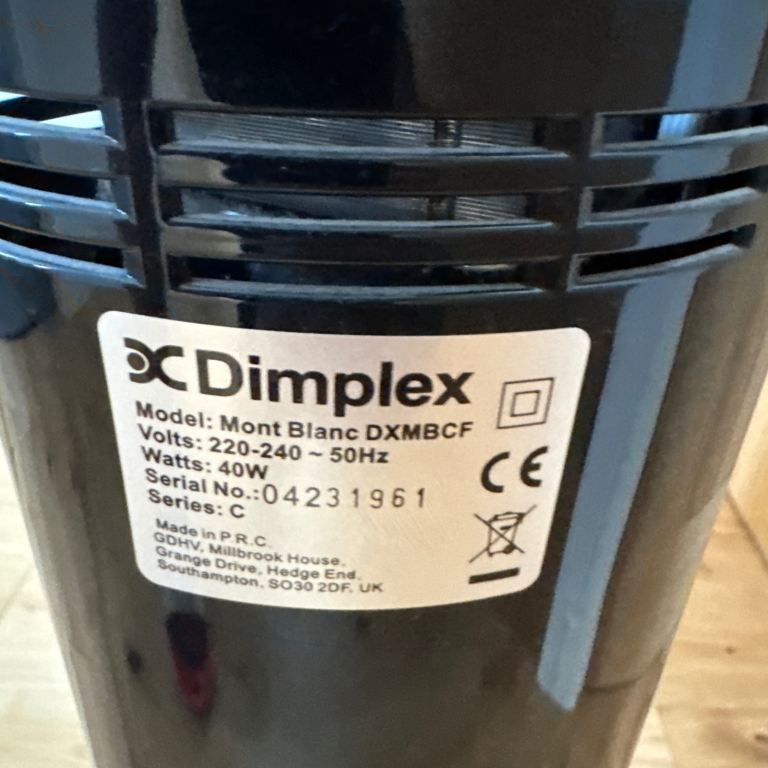 Dimplex
Model: Mont Blanc DXMBCF
Volts: 220-240 ~ 50Hz
Watts: 40W
Serial No.:04231961
Series: C
CE
Made in P.R.C.
GDHV, Millbrook House,
Grange Drive, Hedge End,
Southampton, SO30 2DF, UK